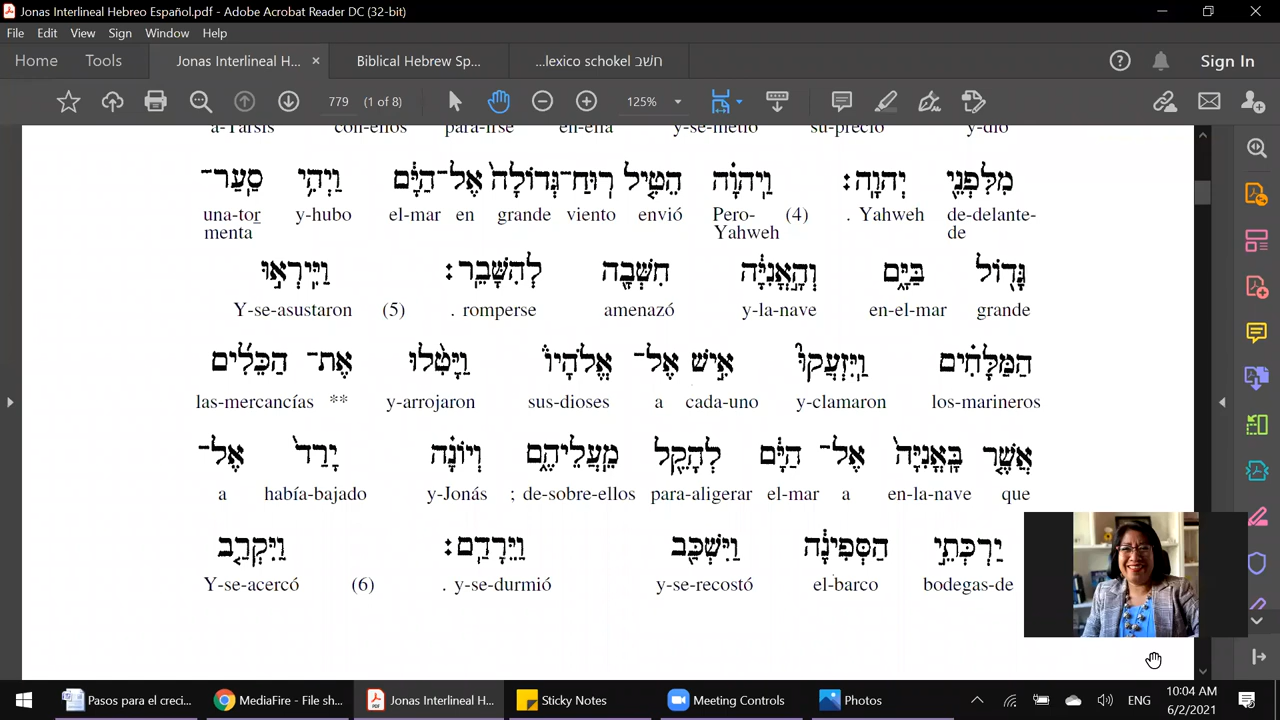 Jonas Interlineal Hebreo Español.pdf - Adobe Acrobat Reader DC (32-bit)
File Edit View Sign Window Help
Home Tools Jonas Interlineal H... × Biblical Hebrew Sp... ...lexico schokel חשׁב Sign In
779 (1 of 8) 125%
a-Tarsis con-ellos para-irse en-ella y-se-metió su-precio y-dio
מִלִּפְנֵ֖י יְהוָֽה׃ וַֽיהוָ֗ה הֵטִ֤יל רֽוּחַ־גְּדוֹלָה֙ אֶל־הַיָּ֔ם וַיְהִ֥י סַֽעַר־
una-tor y-hubo el-mar en grande viento envió Pero- (4) . Yahweh de-delante-
menta Yahweh de
גָּד֖וֹל בַּיָּ֑ם וְהָ֣אֳנִיָּ֔ה חִשְּׁבָ֖ה לְהִשָּׁבֵֽר׃ וַיִּֽירְא֣וּ
Y-se-asustaron (5) . romperse amenazó y-la-nave en-el-mar grande
הַמַּלָּחִ֗ים וַֽיִּזְעֲקוּ֮ אִ֣ישׁ אֶל־ אֱלֹהָיו֒ וַיָּטִ֨לוּ אֶת־ הַכֵּלִ֜ים
las-mercancías ** y-arrojaron sus-dioses a cada-uno y-clamaron los-marineros
אֲשֶׁ֤ר בָּֽאֳנִיָּה֙ אֶל־ הַיָּ֔ם לְהָקֵ֖ל מֵֽעֲלֵיהֶ֑ם וְיוֹנָ֗ה יָרַד֙ אֶל־
a había-bajado y-Jonás ; de-sobre-ellos para-aligerar el-mar a en-la-nave que
יַרְכְּתֵ֣י הַסְּפִינָ֔ה וַיִּשְׁכַּ֖ב וַיֵּרָדַֽם׃ וַיִּקְרַ֤ב
Y-se-acercó (6) . y-se-durmió y-se-recostó el-barco bodegas-de
Pasos para el creci... MediaFire - File sh... Jonas Interlineal H... Sticky Notes Meeting Controls Photos ENG 10:04 AM
6/2/2021